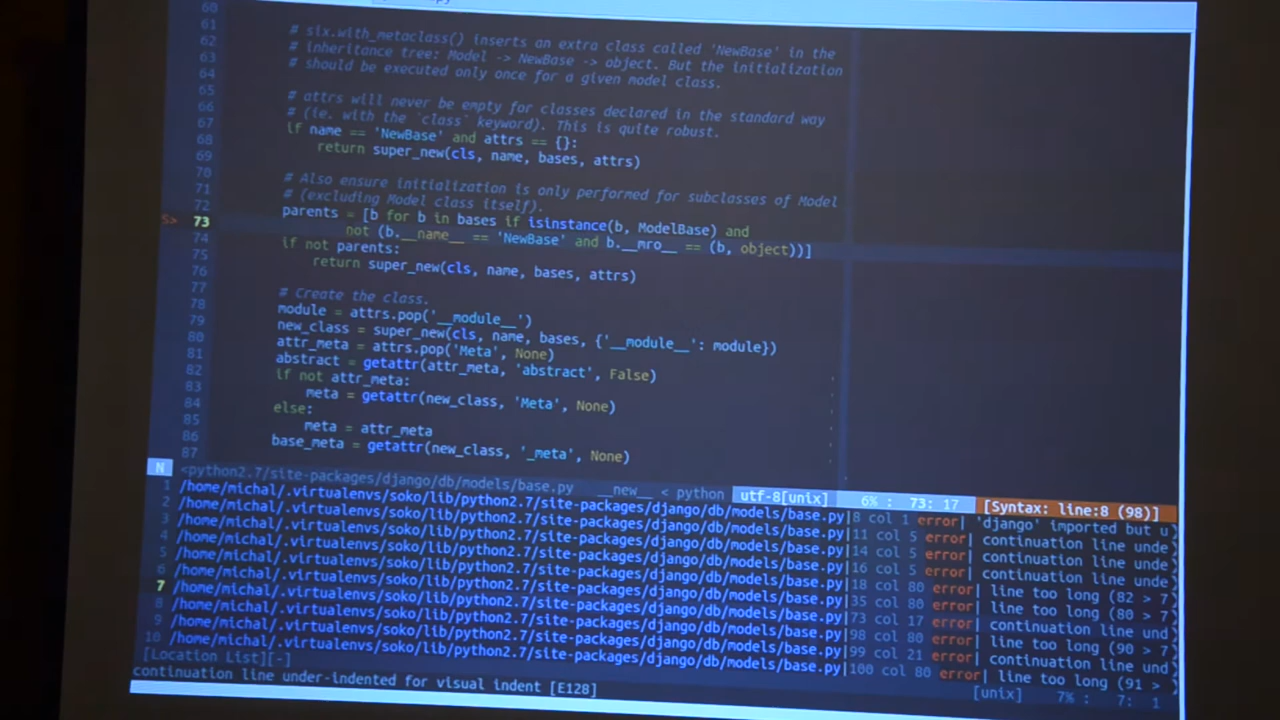 60
61
62 # six.with_metaclass() inserts an extra class called 'NewBase' in the
63 # inheritance tree: Model -> NewBase -> object. But the initialization
64 # should be executed only once for a given model class.
65
66 # attrs will never be empty for classes declared in the standard way
67 # (ie. with the `class` keyword). This is quite robust.
68 if name == 'NewBase' and attrs == {}:
69 return super_new(cls, name, bases, attrs)
70
71 # Also ensure initialization is only performed for subclasses of Model
72 # (excluding Model class itself).
S> 73 parents = [b for b in bases if isinstance(b, ModelBase) and
74 not (b.__name__ == 'NewBase' and b.__mro__ == (b, object))]
75 if not parents:
76 return super_new(cls, name, bases, attrs)
77
78 # Create the class.
79 module = attrs.pop('__module__')
80 new_class = super_new(cls, name, bases, {'__module__': module})
81 attr_meta = attrs.pop('Meta', None)
82 abstract = getattr(attr_meta, 'abstract', False)
83 if not attr_meta:
84 meta = getattr(new_class, 'Meta', None)
85 else:
86 meta = attr_meta
87 base_meta = getattr(new_class, '_meta', None)
N <python2.7/site-packages/django/db/models/base.py __new__ < python utf-8[unix] 6% : 73: 17 [Syntax: line:8 (98)]
1 /home/michal/.virtualenvs/soko/lib/python2.7/site-packages/django/db/models/base.py|8 col 1 error| 'django' imported but u
2 /home/michal/.virtualenvs/soko/lib/python2.7/site-packages/django/db/models/base.py|11 col 5 error| continuation line unde
3 /home/michal/.virtualenvs/soko/lib/python2.7/site-packages/django/db/models/base.py|14 col 5 error| continuation line unde
4 /home/michal/.virtualenvs/soko/lib/python2.7/site-packages/django/db/models/base.py|16 col 5 error| continuation line unde
5 /home/michal/.virtualenvs/soko/lib/python2.7/site-packages/django/db/models/base.py|18 col 80 error| line too long (82 > 7
6 /home/michal/.virtualenvs/soko/lib/python2.7/site-packages/django/db/models/base.py|35 col 80 error| line too long (80 > 7
7 /home/michal/.virtualenvs/soko/lib/python2.7/site-packages/django/db/models/base.py|73 col 17 error| continuation line und
8 /home/michal/.virtualenvs/soko/lib/python2.7/site-packages/django/db/models/base.py|98 col 80 error| line too long (90 > 7
9 /home/michal/.virtualenvs/soko/lib/python2.7/site-packages/django/db/models/base.py|99 col 21 error| continuation line und
10 /home/michal/.virtualenvs/soko/lib/python2.7/site-packages/django/db/models/base.py|100 col 80 error| line too long (91 >
[Location List][-] [unix] 7% : 7: 1
continuation line under-indented for visual indent [E128]